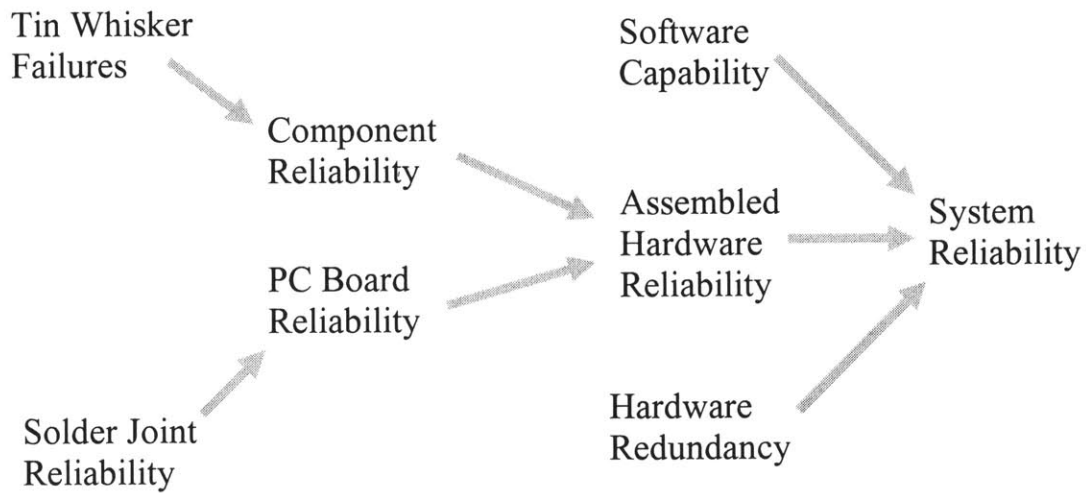 Tin Whisker
Failures
Software
Capability
Component
Reliability
Assembled
Hardware
Reliability
System
Reliability
PC Board
Reliability
Hardware
Redundancy
Solder Joint
Reliability